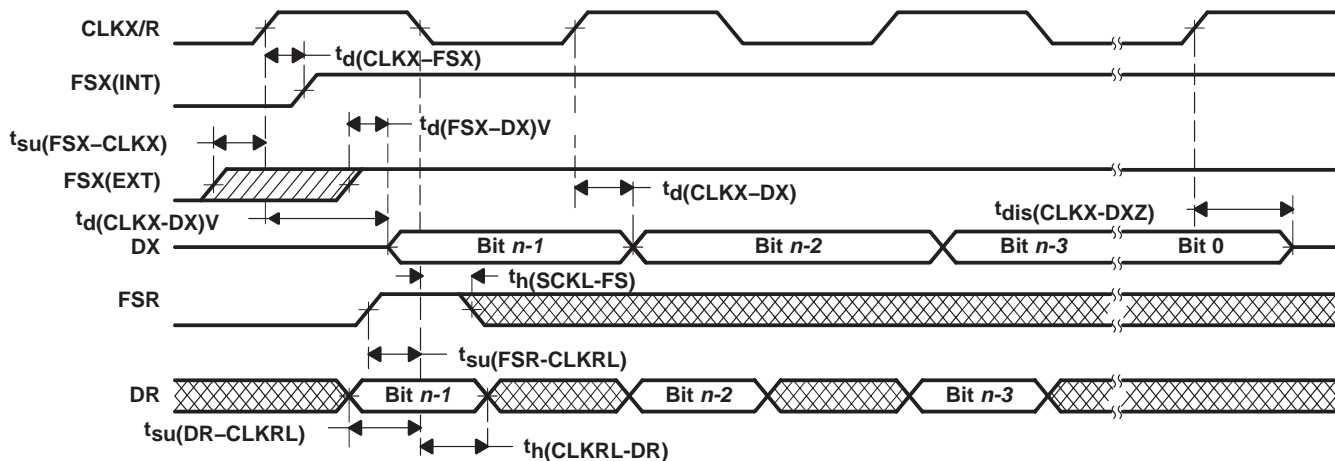 CLKX/R
td(CLKX–FSX)
FSX(INT)
tsu(FSX–CLKX)
td(FSX–DX)V
FSX(EXT)
td(CLKX–DX)
td(CLKX-DX)V
tdis(CLKX-DXZ)
DX
Bit n-1
Bit n-2
Bit n-3
Bit 0
th(SCKL-FS)
FSR
tsu(FSR-CLKRL)
DR
Bit n-1
Bit n-2
Bit n-3
tsu(DR–CLKRL)
th(CLKRL-DR)